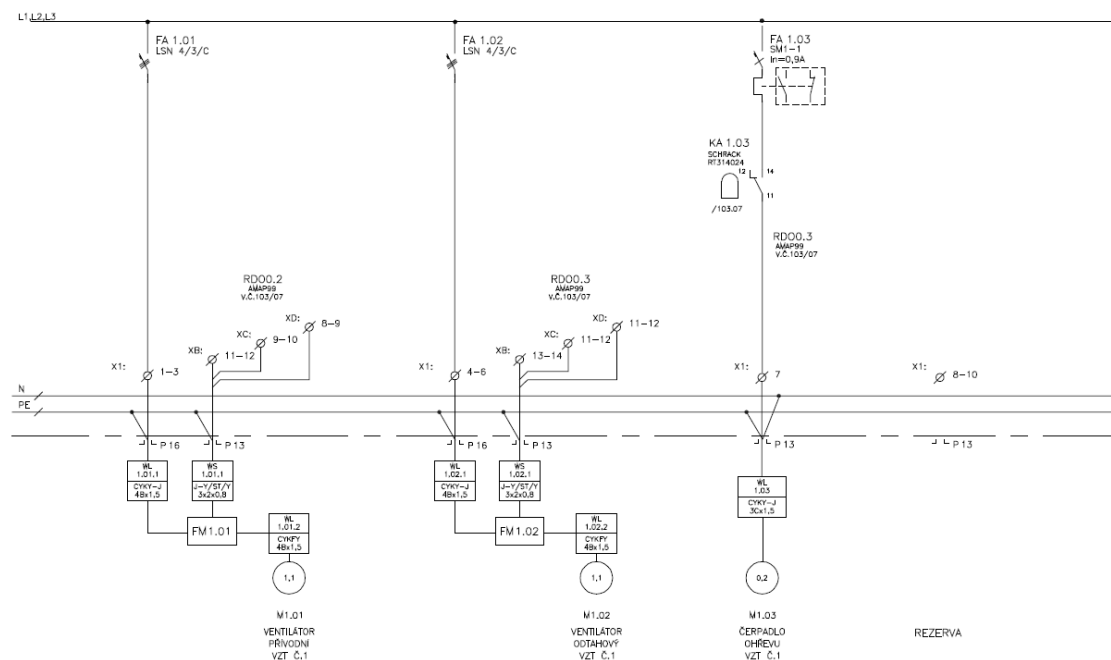 L1,L2,L3
FA 1.01
LSN 4/3/C
FA 1.02
LSN 4/3/C
FA 1.03
SM1-1
In=0,9A
KA 1.03
SCHRACK
RT314024
12
14
11
/103.07
RDO0.3
AMAP99
V.Č.103/07
RDO0.2
AMAP99
V.Č.103/07
RDO0.3
AMAP99
V.Č.103/07
XD: 8-9
XC: 9-10
XB: 11-12
X1: 1-3
XD: 11-12
XC: 11-12
XB: 13-14
X1: 4-6
X1: 7
X1: 8-10
N
PE
P 16
P 13
P 16
P 13
P 13
P 13
WL
1.01.1
CYKY-J
4Bx1,5
WS
1.01.1
J-Y/ST/Y
3x2x0,8
FM1.01
WL
1.01.2
CYKFY
4Bx1,5
WL
1.02.1
CYKY-J
4Bx1,5
WS
1.02.1
J-Y/ST/Y
3x2x0,8
FM1.02
WL
1.02.2
CYKFY
4Bx1,5
WL
1.03
CYKY-J
3Cx1,5
1,1
1,1
0,2
M1.01
VENTILÁTOR
PŘÍVODNÍ
VZT Č.1
M1.02
VENTILÁTOR
ODTAHOVÝ
VZT Č.1
M1.03
ČERPADLO
OHŘEVU
VZT Č.1
REZERVA